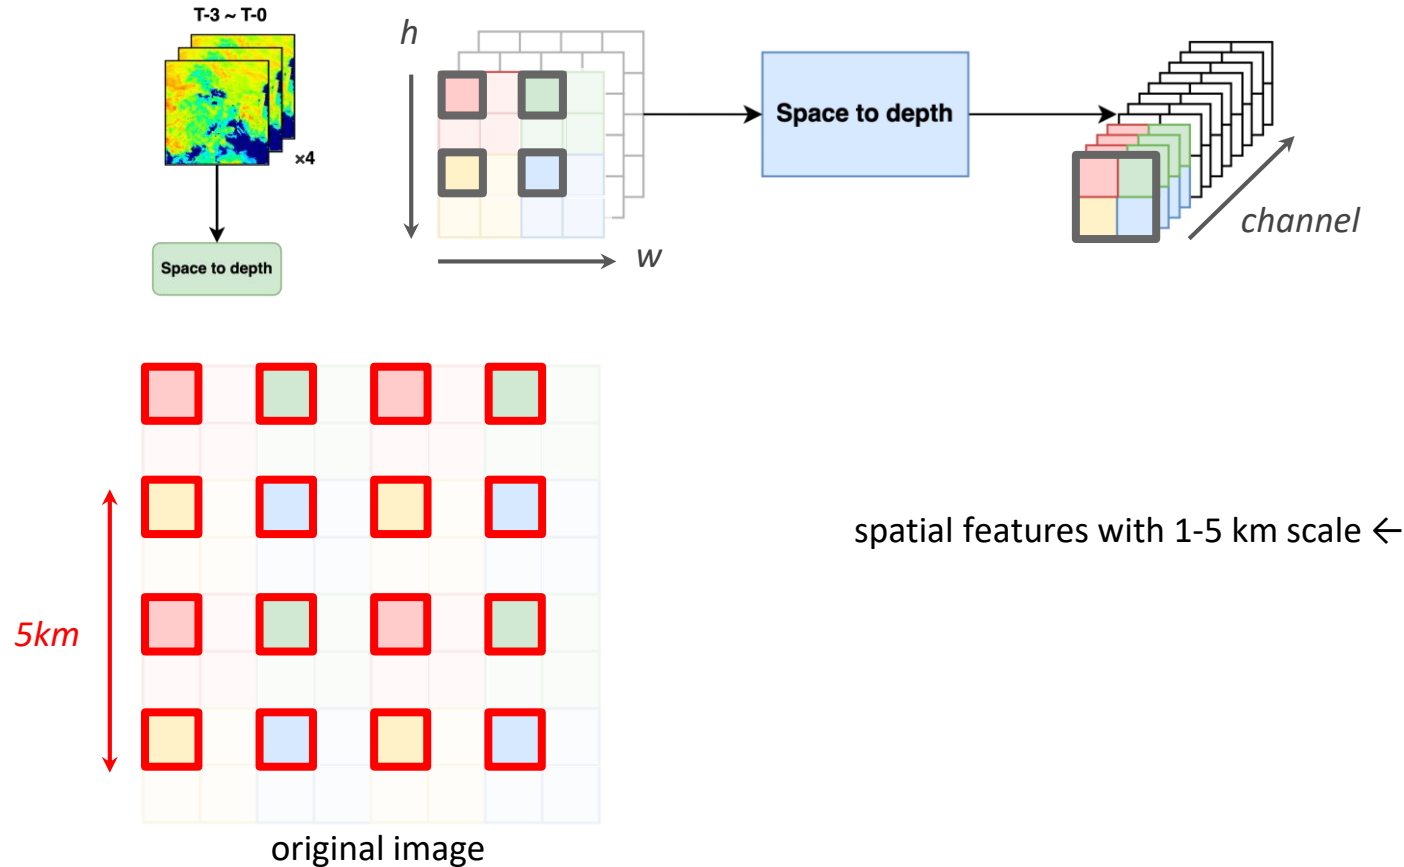 T-3 ~ T-0
×4
Space to depth
h
w
Space to depth
channel
5km
original image
spatial features with 1-5 km scale ←